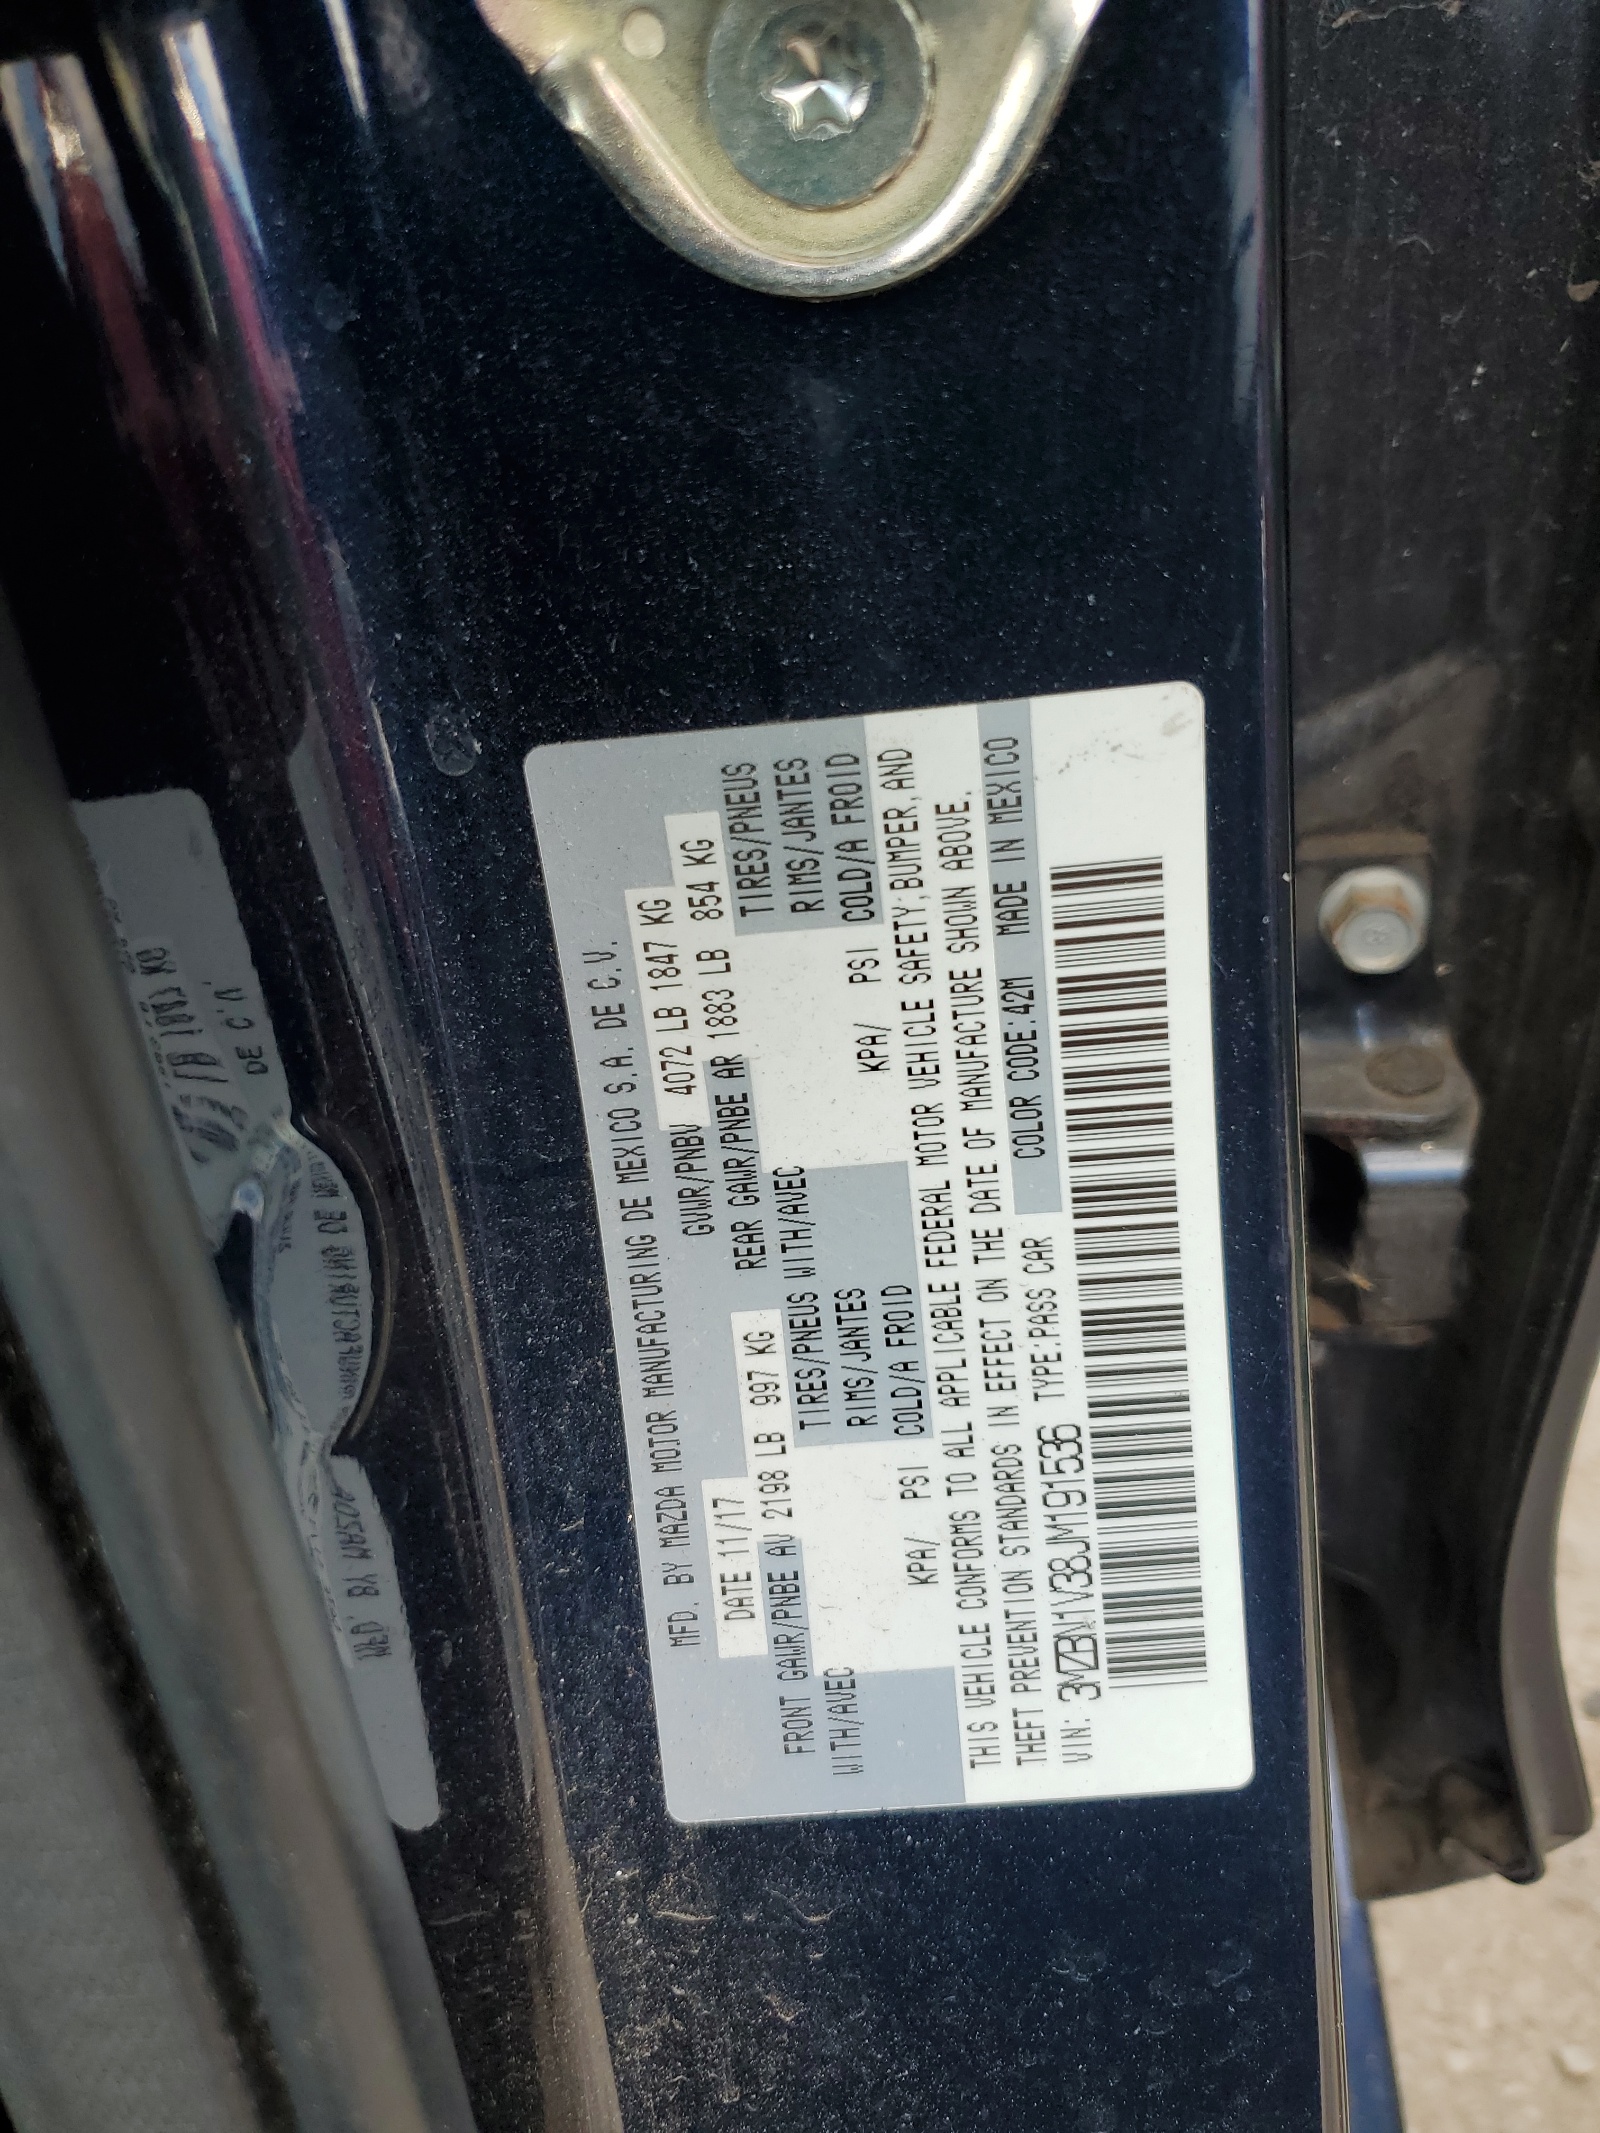 MFD. BY MAZDA MOTOR MANUFACTURING DE MEXICO S.A. DE C.V.
DATE 11/17 GVWR/PNBV 4072 LB 1847 KG
FRONT GAWR/PNBE AV 2198 LB 997 KG REAR GAWR/PNBE AR 1883 LB 854 KG
WITH/AVEC TIRES/PNEUS WITH/AVEC TIRES/PNEUS
RIMS/JANTES RIMS/JANTES
KPA/ PSI COLD/A FROID KPA/ PSI COLD/A FROID
THIS VEHICLE CONFORMS TO ALL APPLICABLE FEDERAL MOTOR VEHICLE SAFETY, BUMPER, AND
THEFT PREVENTION STANDARDS IN EFFECT ON THE DATE OF MANUFACTURE SHOWN ABOVE.
VIN: 3MZBN1V38JM191536 TYPE:PASS CAR COLOR CODE:42M MADE IN MEXICO